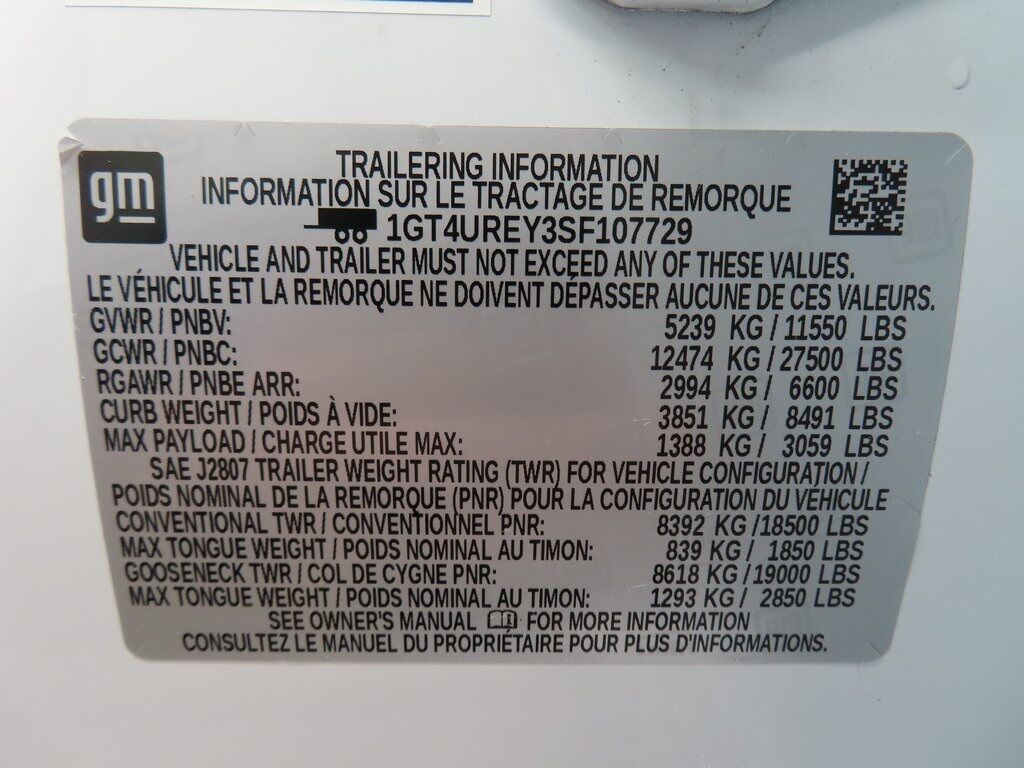 gm
TRAILERING INFORMATION
INFORMATION SUR LE TRACTAGE DE REMORQUE
1GT4UREY3SF107729
VEHICLE AND TRAILER MUST NOT EXCEED ANY OF THESE VALUES.
LE VÉHICULE ET LA REMORQUE NE DOIVENT DÉPASSER AUCUNE DE CES VALEURS.
GVWR / PNBV: 5239 KG / 11550 LBS
GCWR / PNBC: 12474 KG / 27500 LBS
RGAWR / PNBE ARR: 2994 KG / 6600 LBS
CURB WEIGHT / POIDS À VIDE: 3851 KG / 8491 LBS
MAX PAYLOAD / CHARGE UTILE MAX: 1388 KG / 3059 LBS
SAE J2807 TRAILER WEIGHT RATING (TWR) FOR VEHICLE CONFIGURATION /
POIDS NOMINAL DE LA REMORQUE (PNR) POUR LA CONFIGURATION DU VÉHICULE
CONVENTIONAL TWR / CONVENTIONNEL PNR: 8392 KG /18500 LBS
MAX TONGUE WEIGHT / POIDS NOMINAL AU TIMON: 839 KG / 1850 LBS
GOOSENECK TWR / COL DE CYGNE PNR: 8618 KG /19000 LBS
MAX TONGUE WEIGHT / POIDS NOMINAL AU TIMON: 1293 KG / 2850 LBS
SEE OWNER'S MANUAL FOR MORE INFORMATION
CONSULTEZ LE MANUEL DU PROPRIÉTAIRE POUR PLUS D'INFORMATIONS.